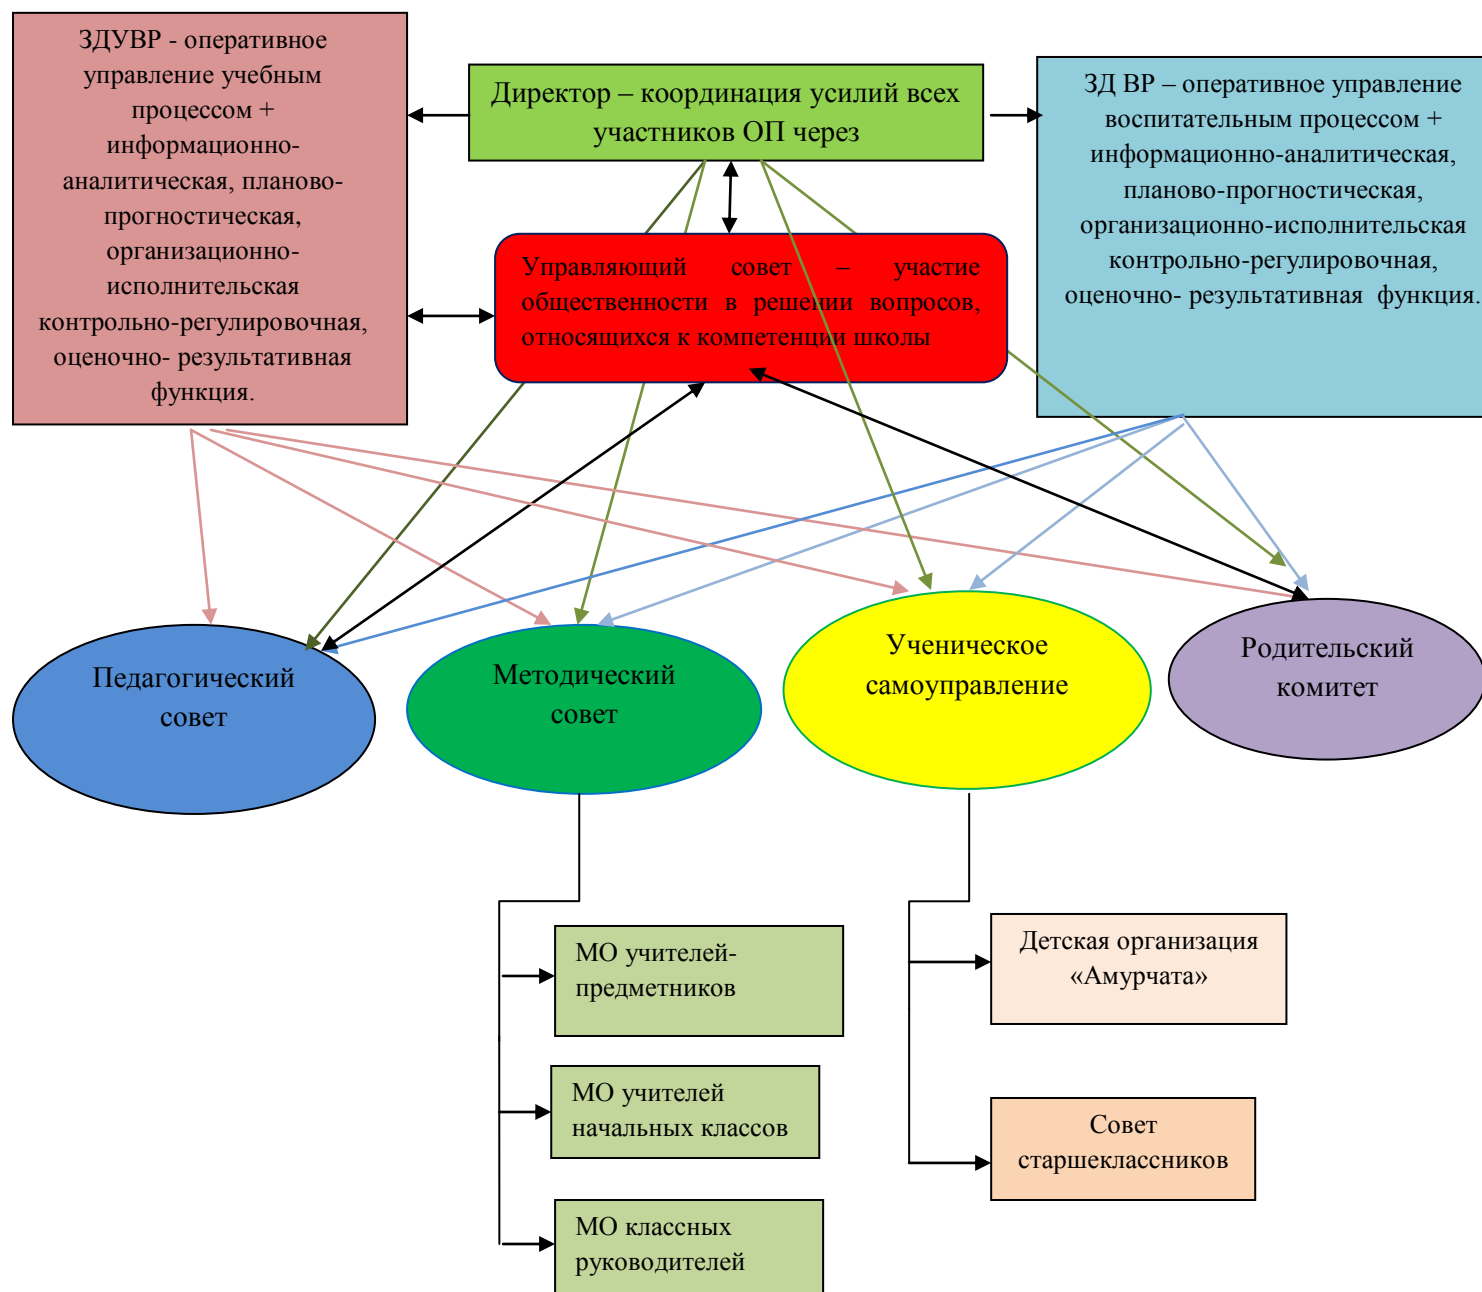 ЗДУВР - оперативное
управление учебным
процессом +
информационно-
аналитическая, планово-
прогностическая,
организационно-
исполнительская
контрольно-регулировочная,
оценочно- результативная
функция.
Директор – координация усилий всех
участников ОП через
ЗД ВР – оперативное управление
воспитательным процессом +
информационно-аналитическая,
планово-прогностическая,
организационно-исполнительская
контрольно-регулировочная,
оценочно- результативная функция.
Управляющий совет – участие
общественности в решении вопросов,
относящихся к компетенции школы
Педагогический
совет
Методический
совет
Ученическое
самоуправление
Родительский
комитет
МО учителей-
предметников
МО учителей
начальных классов
МО классных
руководителей
Детская организация
«Амурчата»
Совет
старшеклассников